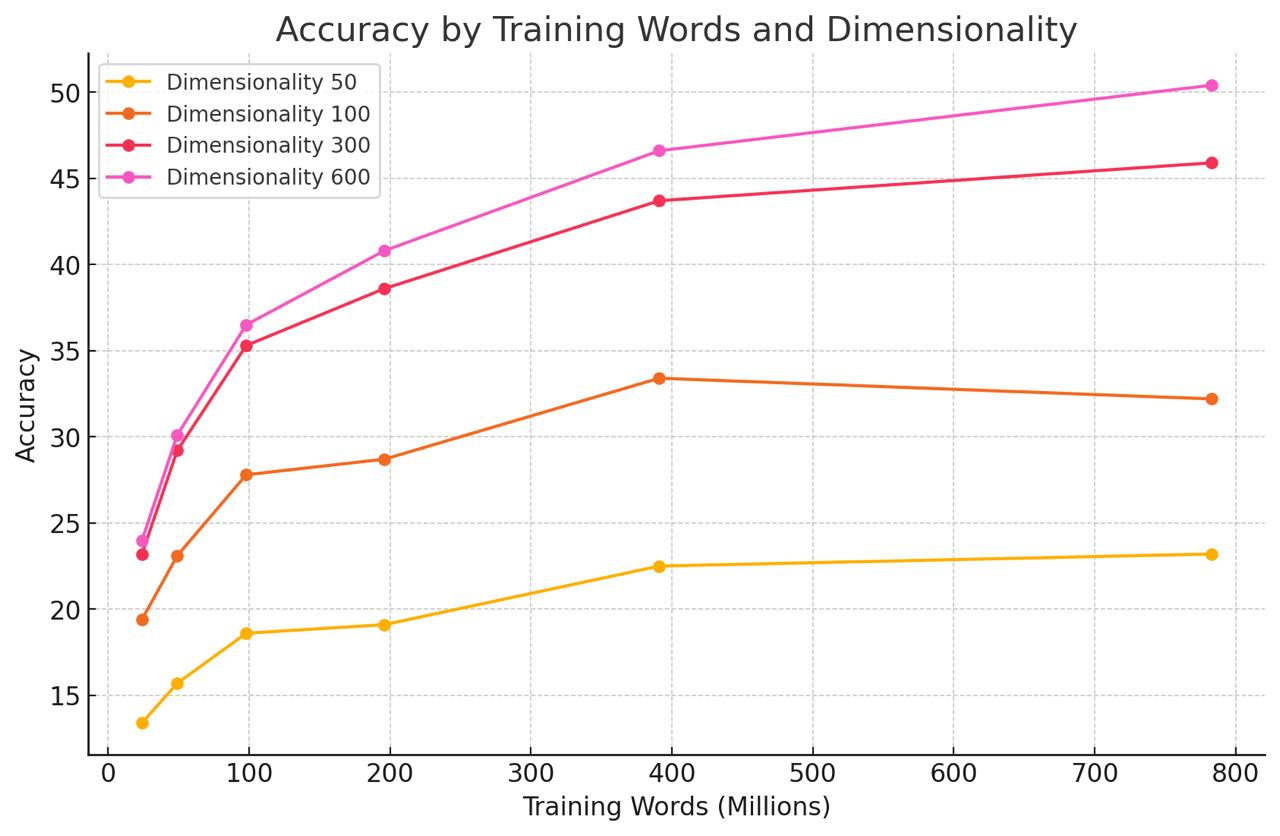 Accuracy by Training Words and Dimensionality
Dimensionality 50
Dimensionality 100
Dimensionality 300
Dimensionality 600
50
45
40
35
30
25
20
15
Accuracy
0 100 200 300 400 500 600 700 800
Training Words (Millions)